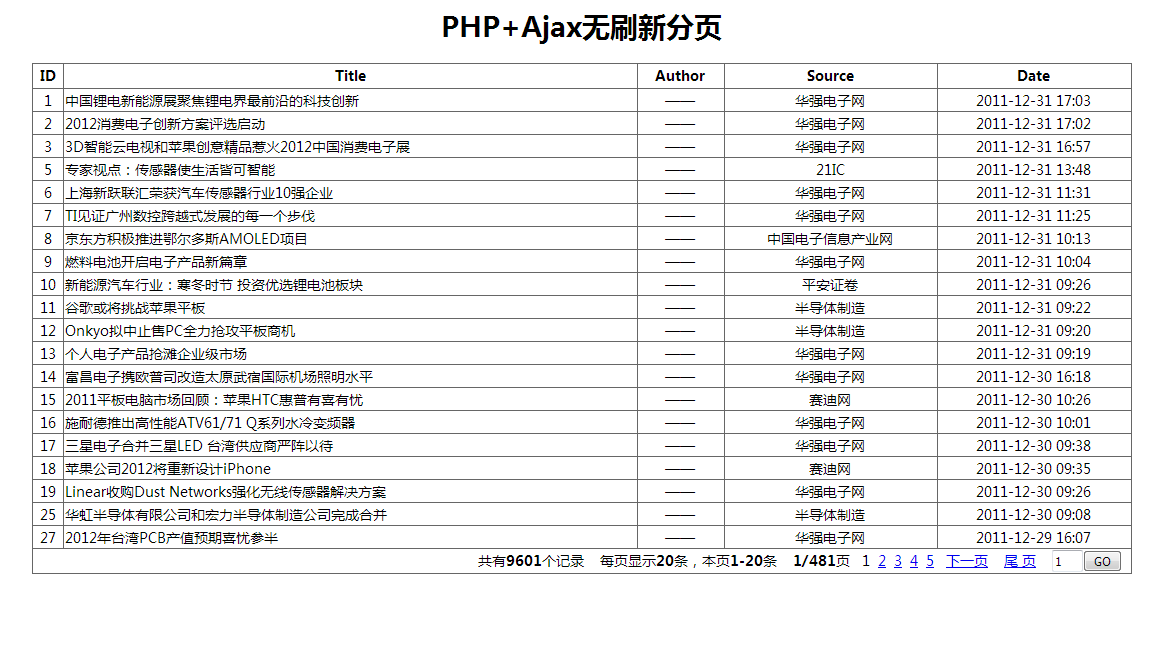 PHP+Ajax无刷新分页
ID Title Author Source Date
1 中国锂电新能源展聚焦锂电界最前沿的科技创新 —— 华强电子网 2011-12-31 17:03
2 2012消费电子创新方案评选启动 —— 华强电子网 2011-12-31 17:02
3 3D智能云电视和苹果创意精品惹火2012中国消费电子展 —— 华强电子网 2011-12-31 16:57
5 专家视点：传感器使生活皆可智能 —— 21IC 2011-12-31 13:48
6 上海新跃联汇荣获汽车传感器行业10强企业 —— 华强电子网 2011-12-31 11:31
7 TI见证广州数控跨越式发展的每一个步伐 —— 华强电子网 2011-12-31 11:25
8 京东方积极推进鄂尔多斯AMOLED项目 —— 中国电子信息产业网 2011-12-31 10:13
9 燃料电池开启电子产品新篇章 —— 华强电子网 2011-12-31 10:04
10 新能源汽车行业：寒冬时节 投资优选锂电池板块 —— 平安证卷 2011-12-31 09:26
11 谷歌或将挑战苹果平板 —— 半导体制造 2011-12-31 09:22
12 Onkyo拟中止售PC全力抢攻平板商机 —— 半导体制造 2011-12-31 09:20
13 个人电子产品抢滩企业级市场 —— 华强电子网 2011-12-31 09:19
14 富昌电子携欧普司改造太原武宿国际机场照明水平 —— 华强电子网 2011-12-30 16:18
15 2011平板电脑市场回顾：苹果HTC惠普有喜有忧 —— 赛迪网 2011-12-30 10:26
16 施耐德推出高性能ATV61/71 Q系列水冷变频器 —— 华强电子网 2011-12-30 10:01
17 三星电子合并三星LED 台湾供应商严阵以待 —— 华强电子网 2011-12-30 09:38
18 苹果公司2012将重新设计iPhone —— 赛迪网 2011-12-30 09:35
19 Linear收购Dust Networks强化无线传感器解决方案 —— 华强电子网 2011-12-30 09:26
25 华虹半导体有限公司和宏力半导体制造公司完成合并 —— 半导体制造 2011-12-30 09:08
27 2012年台湾PCB产值预期喜忧参半 —— 华强电子网 2011-12-29 16:07
共有9601个记录 每页显示20条，本页1-20条 1/481页 1 2 3 4 5 下一页 尾 页 1 GO